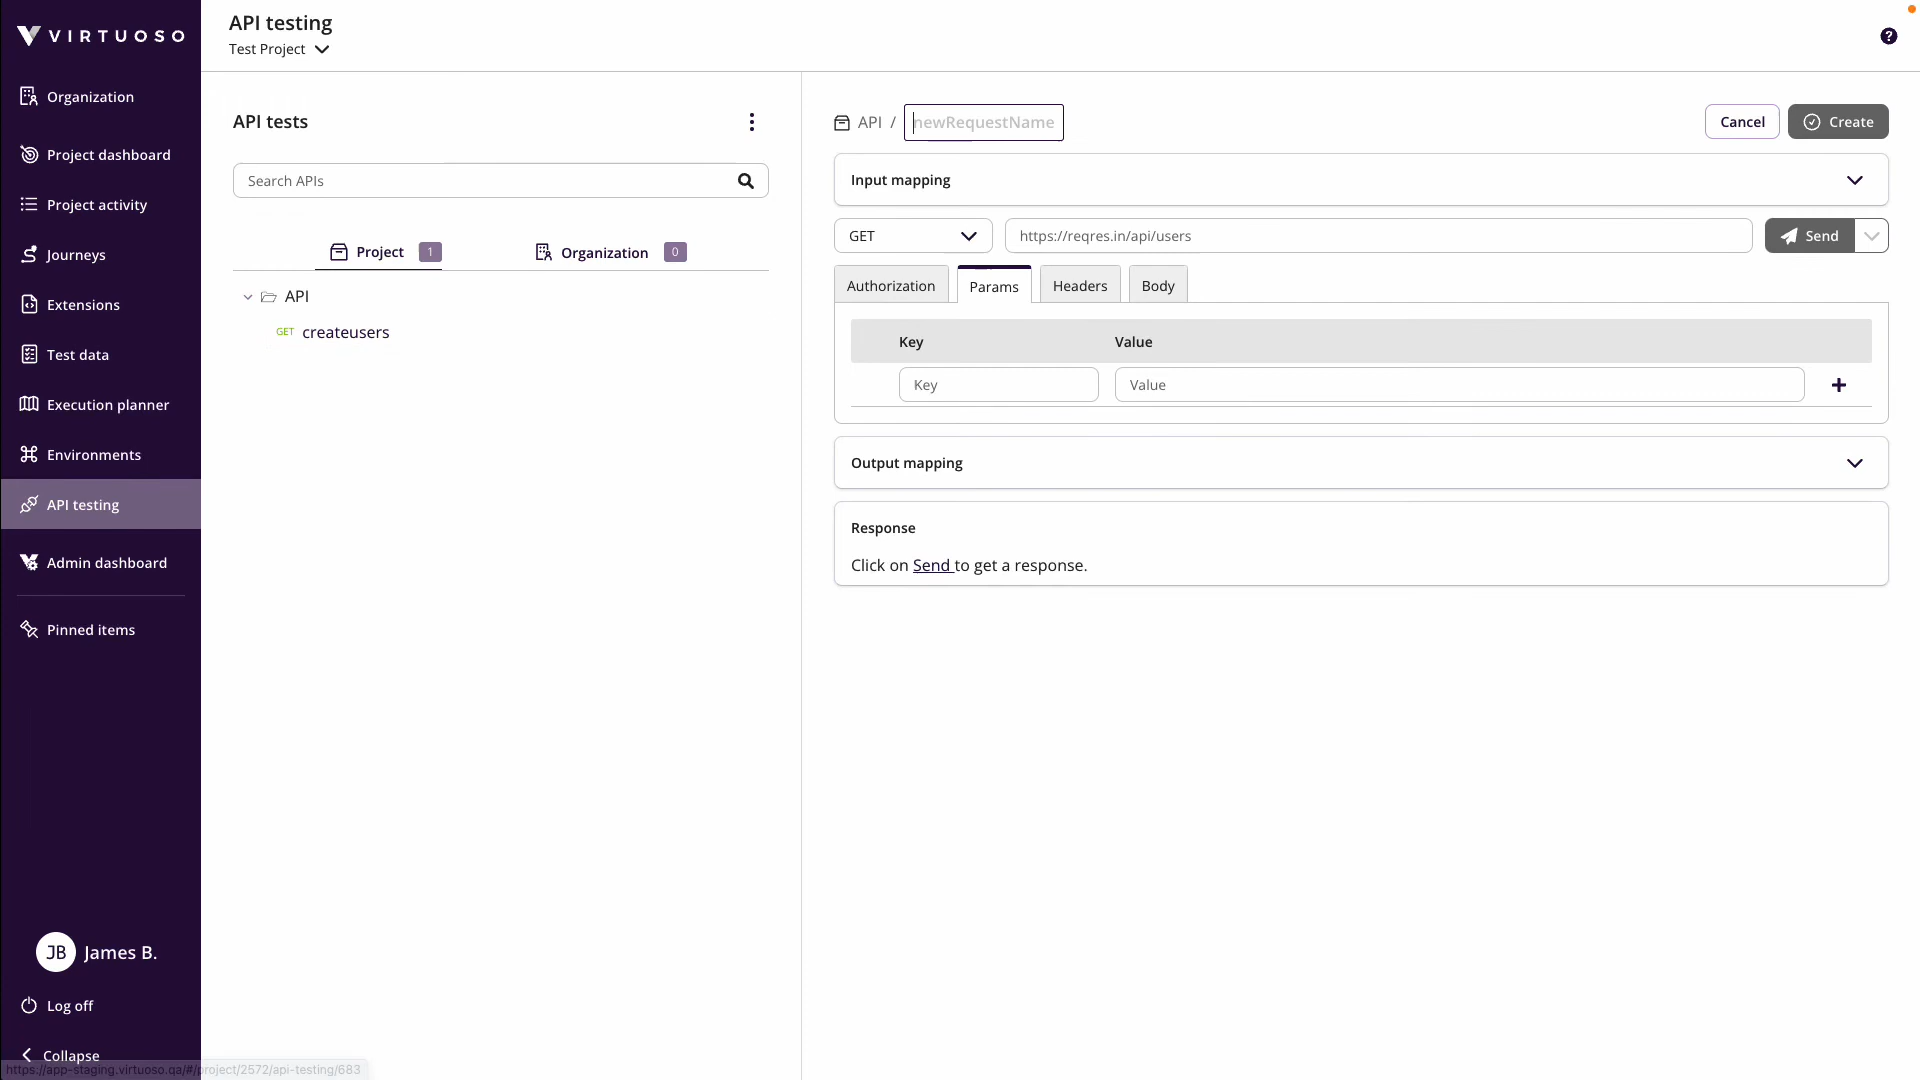 VIRTUOSO
Organization
Project dashboard
Project activity
Journeys
Extensions
Test data
Execution planner
Environments
API testing
Admin dashboard
Pinned items
JB James B.
Log off
Collapse
https://app-staging.virtuoso.qa/#/project/2572/api-testing/683
API testing
Test Project
?
API tests
Search APIs
Project 1 Organization 0
API
GET createusers
API / newRequestName
Cancel Create
Input mapping
GET https://reqres.in/api/users Send
Authorization Params Headers Body
Key Value
Key Value
Output mapping
Response
Click on Send to get a response.